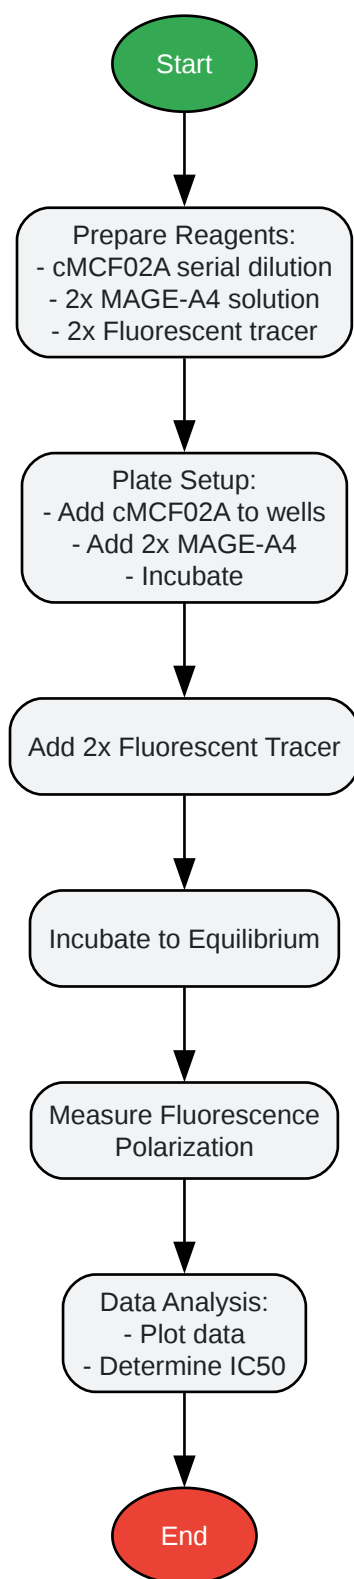 Start
Prepare Reagents:
- cMCF02A serial dilution
- 2x MAGE-A4 solution
- 2x Fluorescent tracer
Plate Setup:
- Add cMCF02A to wells
- Add 2x MAGE-A4
- Incubate
Add 2x Fluorescent Tracer
Incubate to Equilibrium
Measure Fluorescence
Polarization
Data Analysis:
- Plot data
- Determine IC50
End